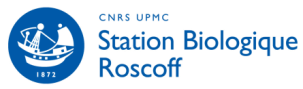 CNRS UPMC
Station Biologique
Roscoff
1872